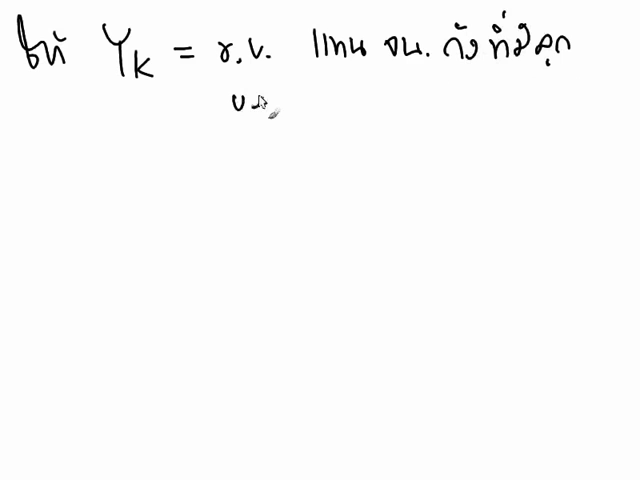 ให้ Yₖ = r.v. แทน จน. ถังที่มีลูก